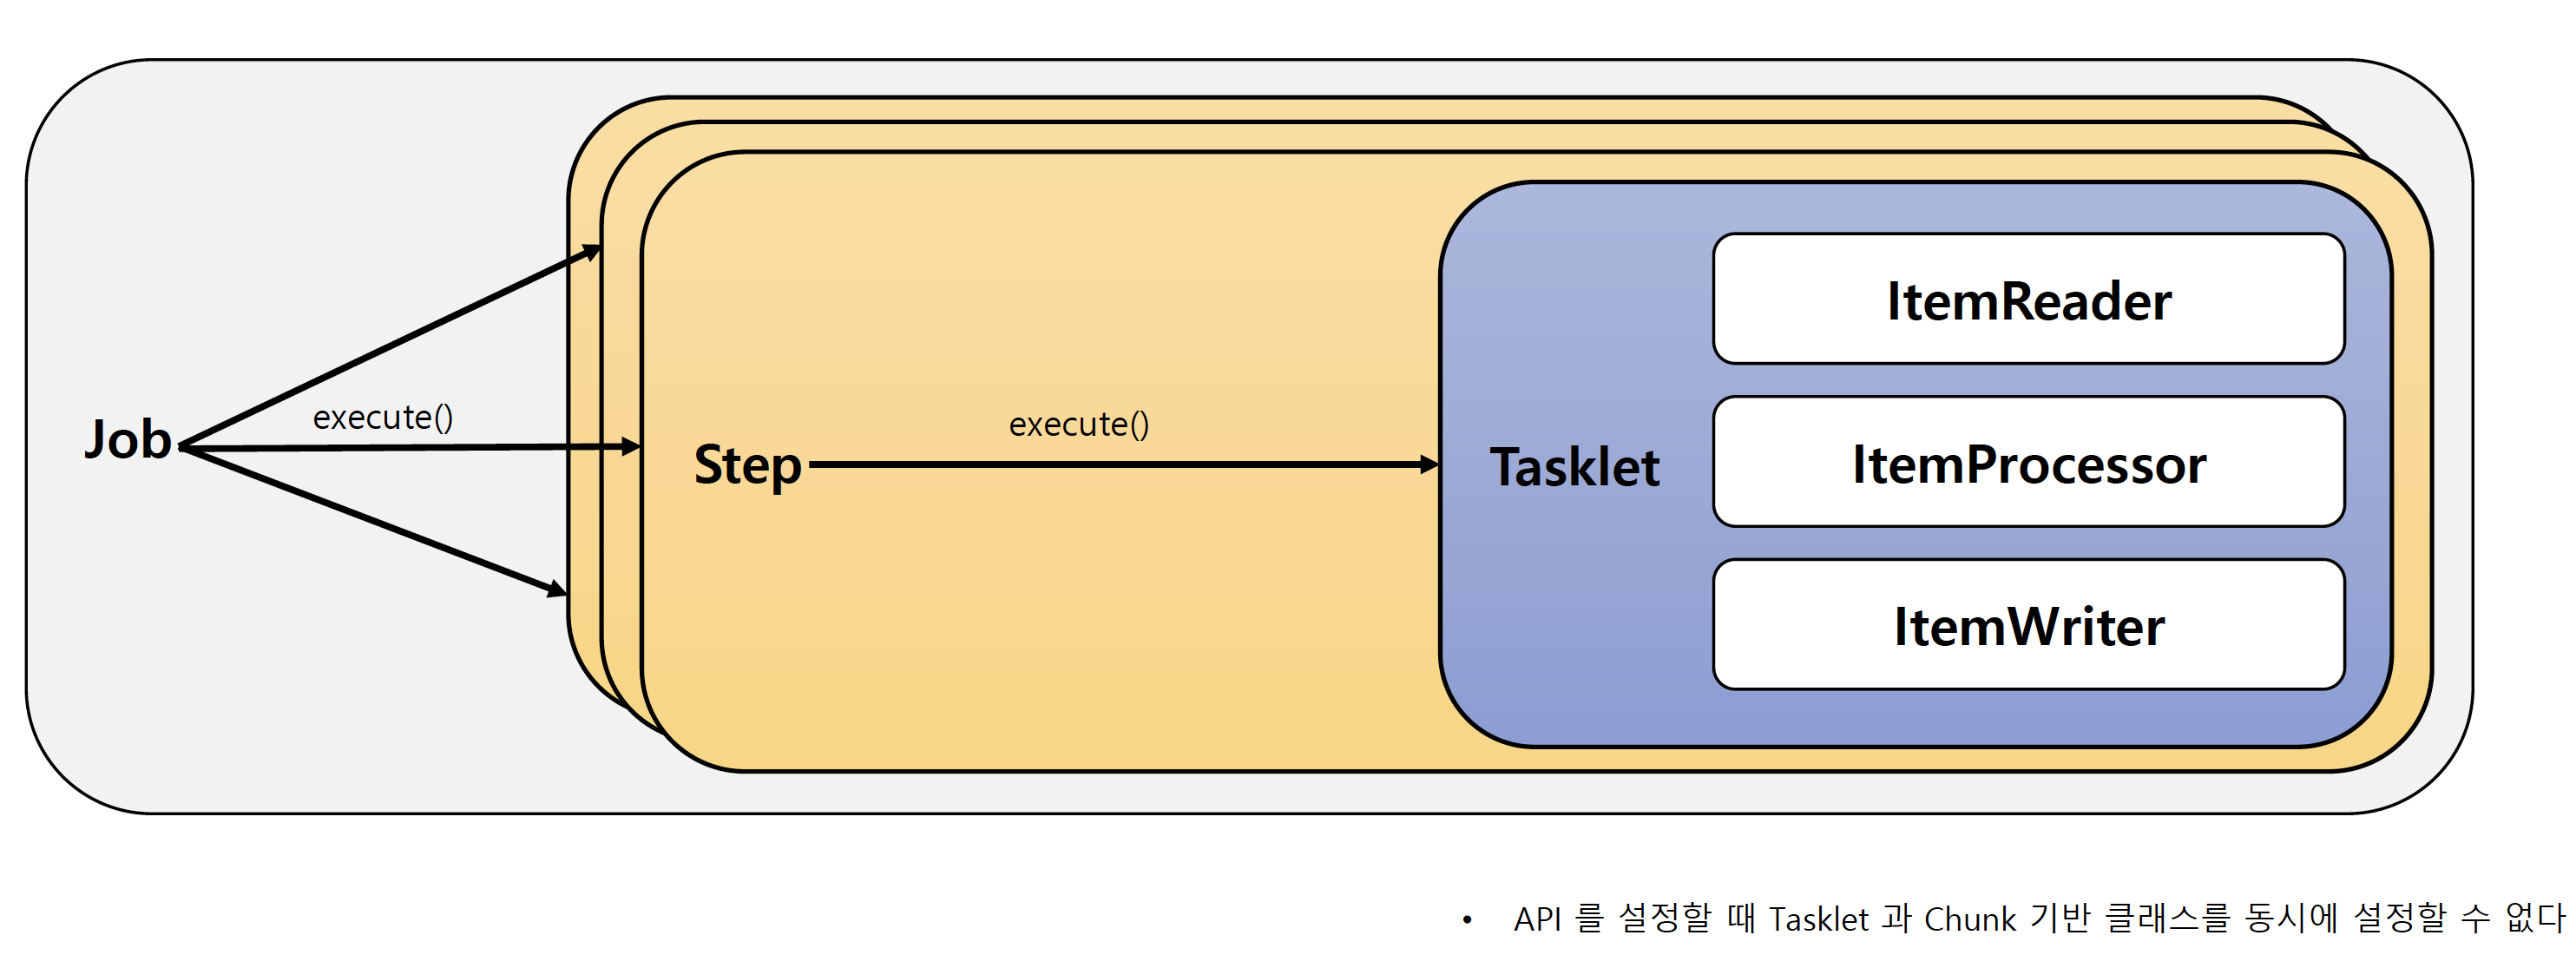 ItemReader
Job
execute()
Step
execute()
Tasklet
ItemProcessor
ItemWriter
• API 를 설정할 때 Tasklet 과 Chunk 기반 클래스를 동시에 설정할 수 없다